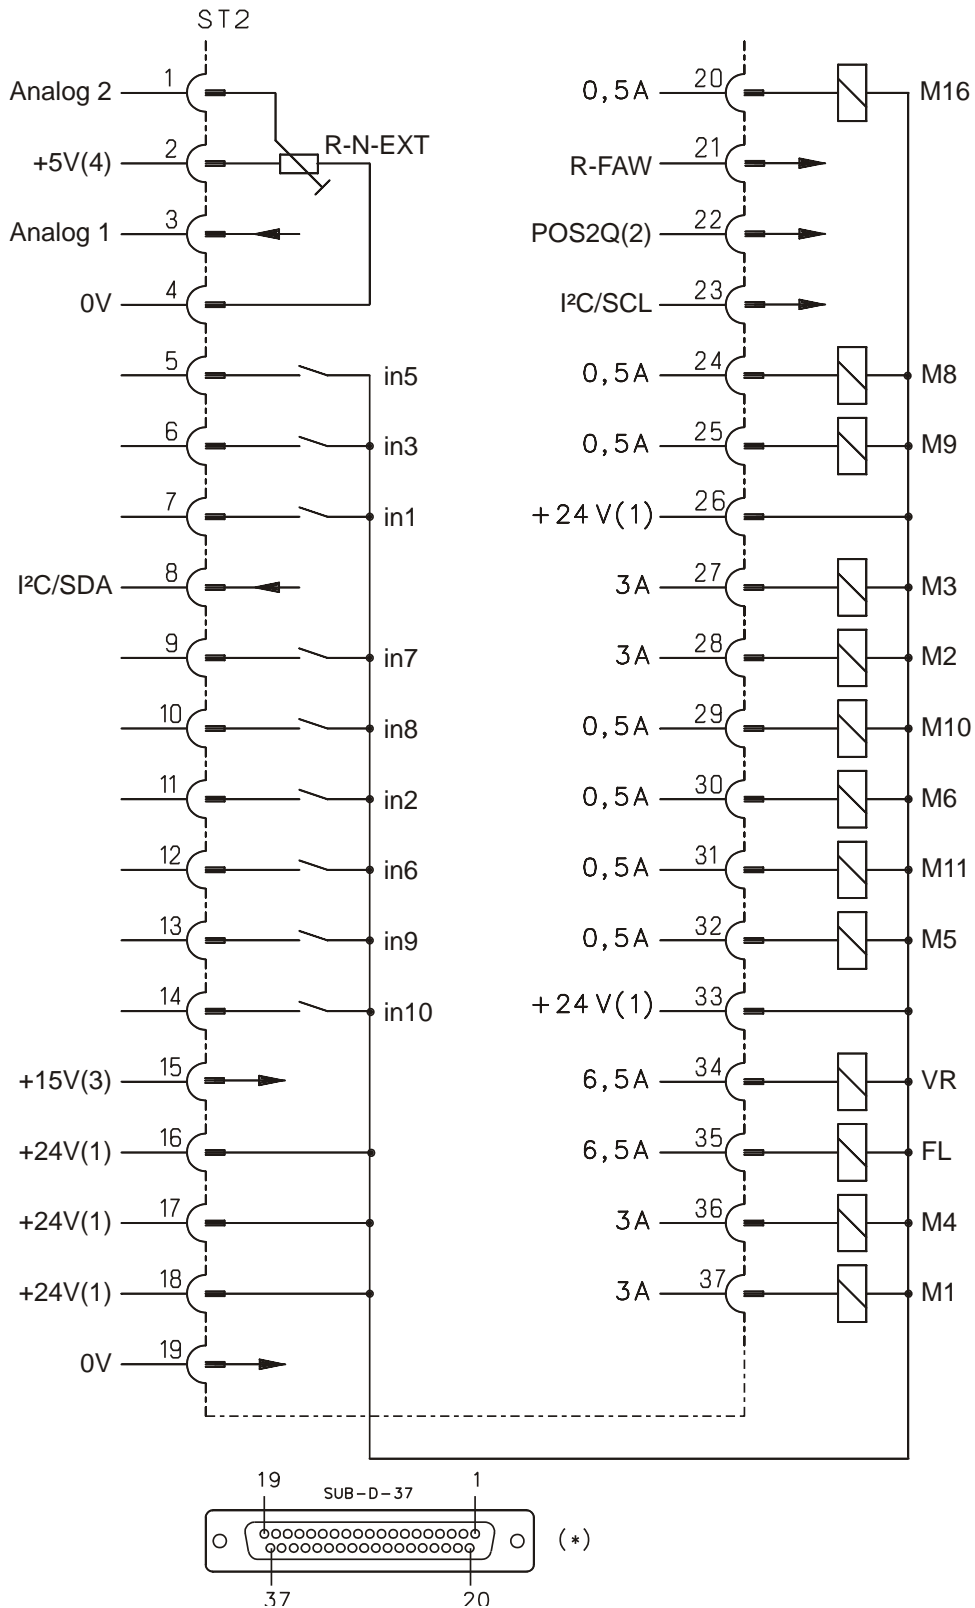 ST2
Analog 2 1
R-N-EXT
+5V(4) 2
Analog 1 3
0V 4
5 in5
6 in3
7 in1
I²C/SDA 8
9 in7
10 in8
11 in2
12 in6
13 in9
14 in10
+15V(3) 15
+24V(1) 16
+24V(1) 17
+24V(1) 18
0V 19
0,5A 20 M16
R-FAW 21
POS2Q(2) 22
I²C/SCL 23
0,5A 24 M8
0,5A 25 M9
+24V(1) 26
3A 27 M3
3A 28 M2
0,5A 29 M10
0,5A 30 M6
0,5A 31 M11
0,5A 32 M5
+24V(1) 33
6,5A 34 VR
6,5A 35 FL
3A 36 M4
3A 37 M1
19 SUB-D-37 1
(*)
37 20